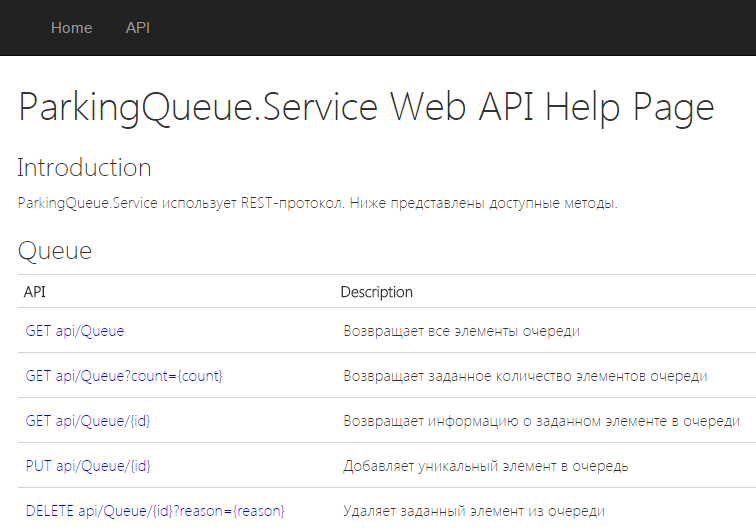 Home API
ParkingQueue.Service Web API Help Page
Introduction
ParkingQueue.Service использует REST-протокол. Ниже представлены доступные методы.
Queue
API Description
GET api/Queue Возвращает все элементы очереди
GET api/Queue?count={count} Возвращает заданное количество элементов очереди
GET api/Queue/{id} Возвращает информацию о заданном элементе в очереди
PUT api/Queue/{id} Добавляет уникальный элемент в очередь
DELETE api/Queue/{id}?reason={reason} Удаляет заданный элемент из очереди